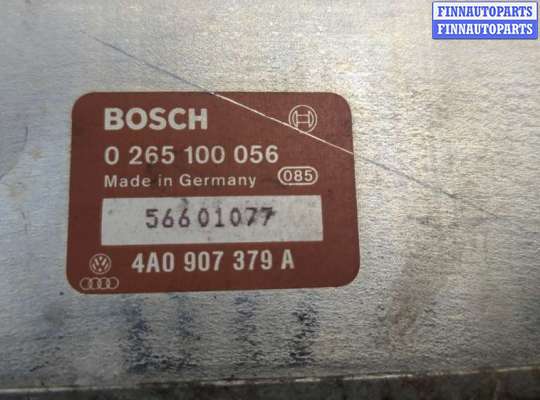 FINNAUTOPARTS
FINNAUTOPARTS
BOSCH
0 265 100 056
Made in Germany 085
56601077
4A0 907 379 A